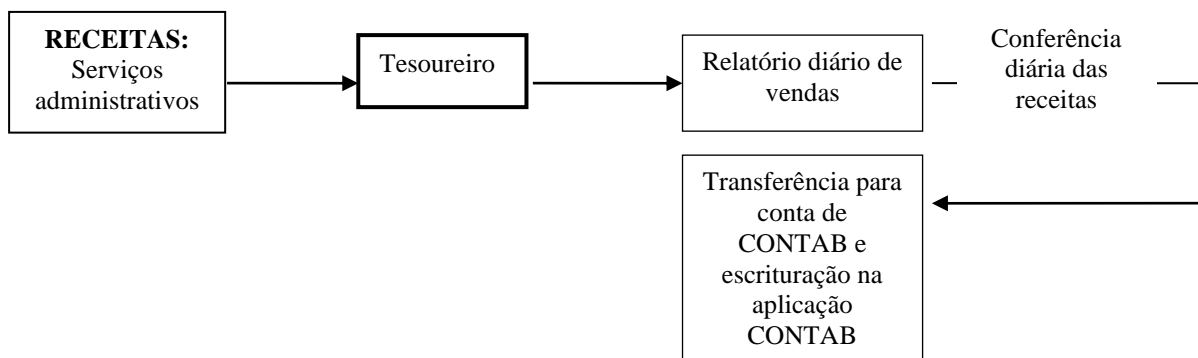 RECEITAS:
Serviços
administrativos
Tesoureiro
Relatório diário de
vendas
Conferência
diária das
receitas
Transferência para
conta de
CONTAB e
escrituração na
aplicação
CONTAB